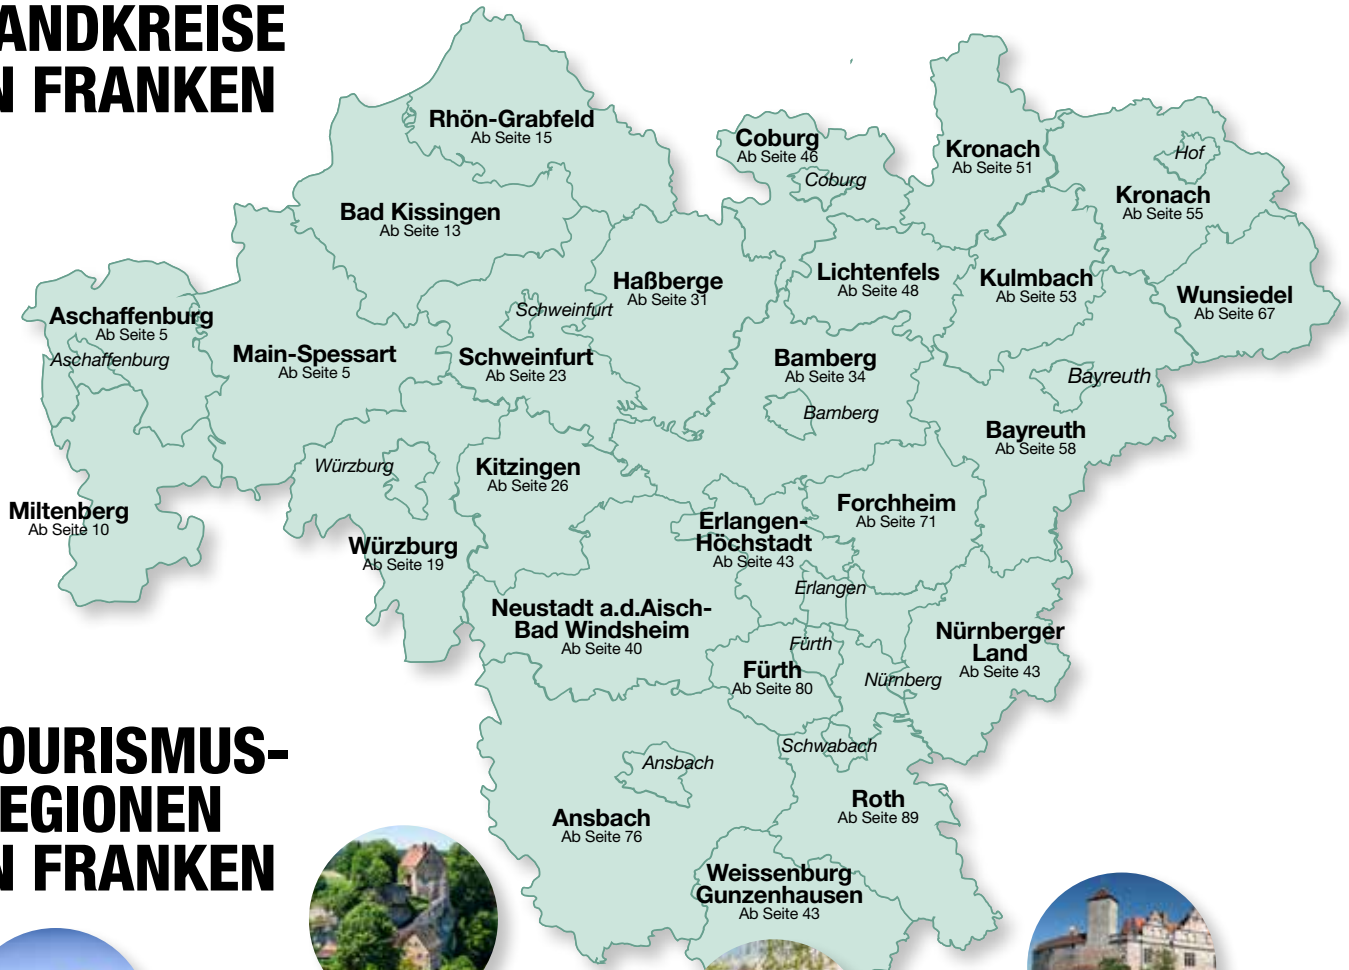 ANDKREISE
N FRANKEN
Rhön-Grabfeld
Ab Seite 15
Coburg
Ab Seite 46
Coburg
Kronach
Ab Seite 51
Hof
Kronach
Ab Seite 55
Bad Kissingen
Ab Seite 13
Haßberge
Ab Seite 31
Lichtenfels
Ab Seite 48
Kulmbach
Ab Seite 53
Wunsiedel
Ab Seite 67
Schweinfurt
Aschaffenburg
Ab Seite 5
Aschaffenburg
Main-Spessart
Ab Seite 5
Schweinfurt
Ab Seite 23
Bamberg
Ab Seite 34
Bamberg
Bayreuth
Bayreuth
Ab Seite 58
Würzburg
Kitzingen
Ab Seite 26
Forchheim
Ab Seite 71
Miltenberg
Ab Seite 10
Würzburg
Ab Seite 19
Erlangen-
Höchstadt
Ab Seite 43
Erlangen
Neustadt a.d.Aisch-
Bad Windsheim
Ab Seite 40
Fürth
Fürth
Ab Seite 80
Nürnberg
Nürnberger
Land
Ab Seite 43
Schwabach
Ansbach
Ansbach
Ab Seite 76
Roth
Ab Seite 89
Weissenburg
Gunzenhausen
Ab Seite 43
OURISMUS-
EGIONEN
N FRANKEN